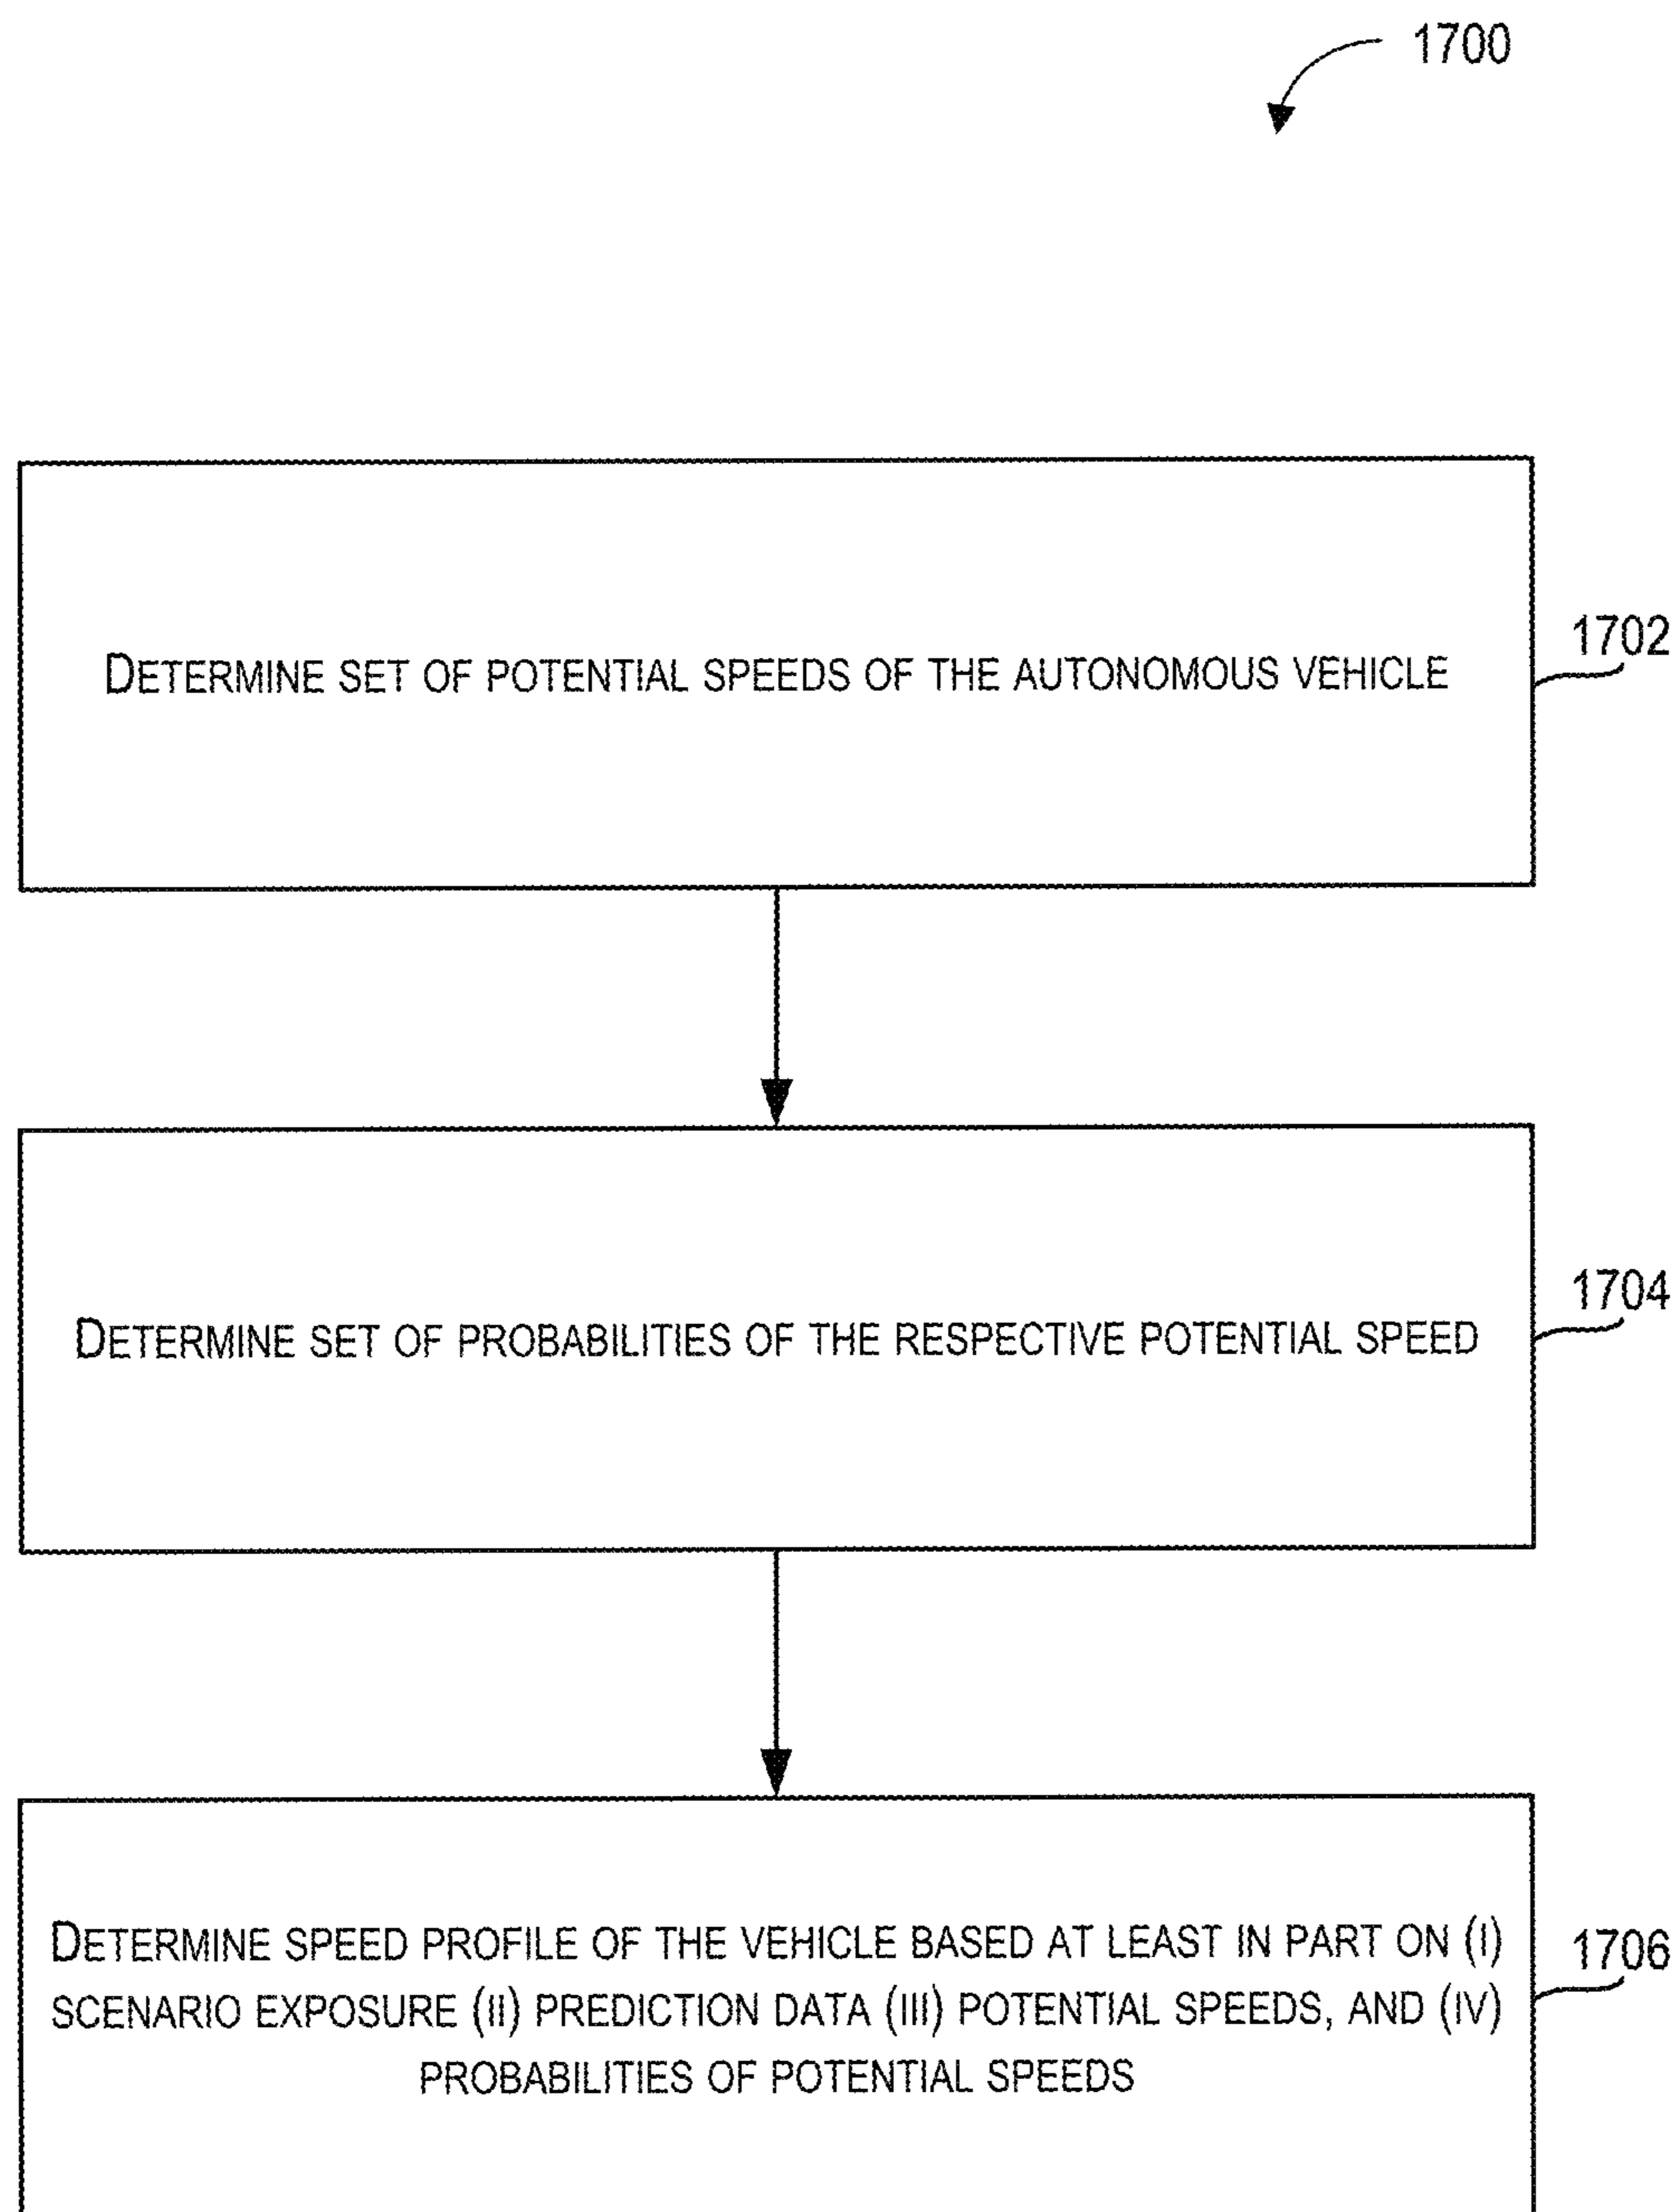 1700
DETERMINE SET OF POTENTIAL SPEEDS OF THE AUTONOMOUS VEHICLE
1702
DETERMINE SET OF PROBABILITIES OF THE RESPECTIVE POTENTIAL SPEED
1704
DETERMINE SPEED PROFILE OF THE VEHICLE BASED AT LEAST IN PART ON (I)
SCENARIO EXPOSURE (II) PREDICTION DATA (III) POTENTIAL SPEEDS, AND (IV)
PROBABILITIES OF POTENTIAL SPEEDS
1706